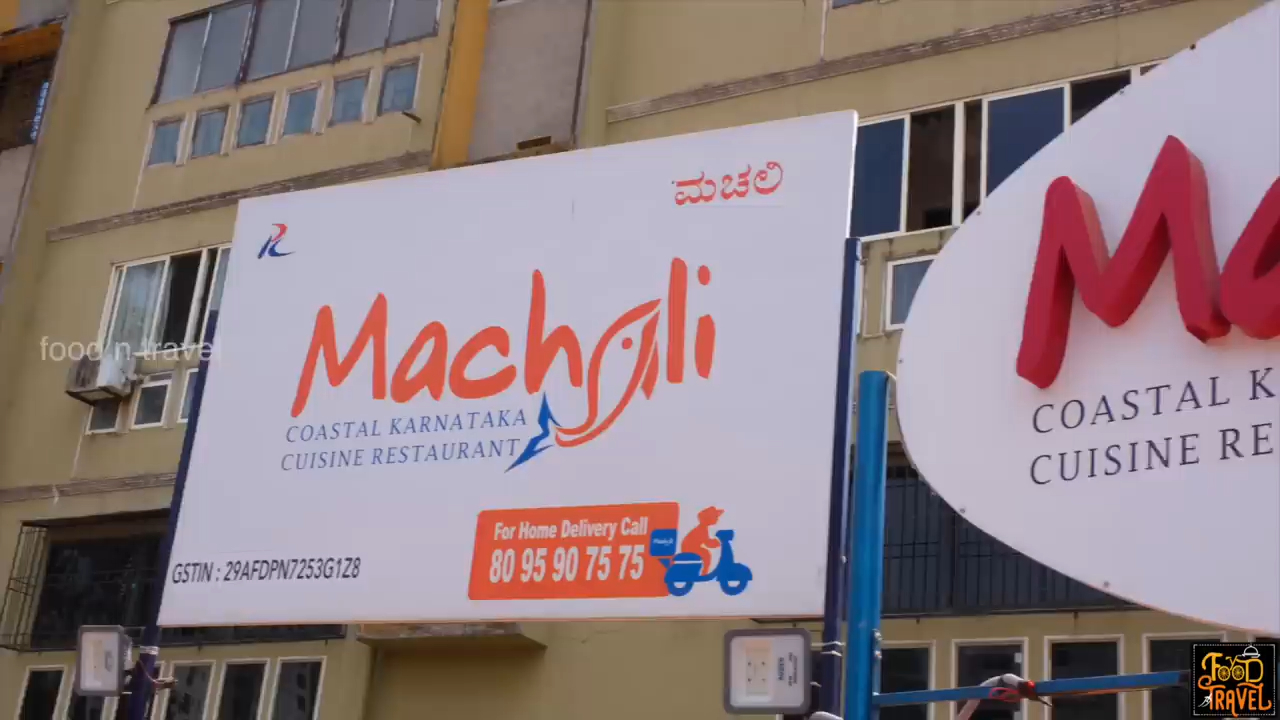 ಮಚಲಿ
Machali
COASTAL KARNATAKA
CUISINE RESTAURANT
For Home Delivery Call
80 95 90 75 75
GSTIN : 29AFDPN7253G1Z8
Ma
COASTAL K
CUISINE RE
food n travel
FOOD
TRAVEL